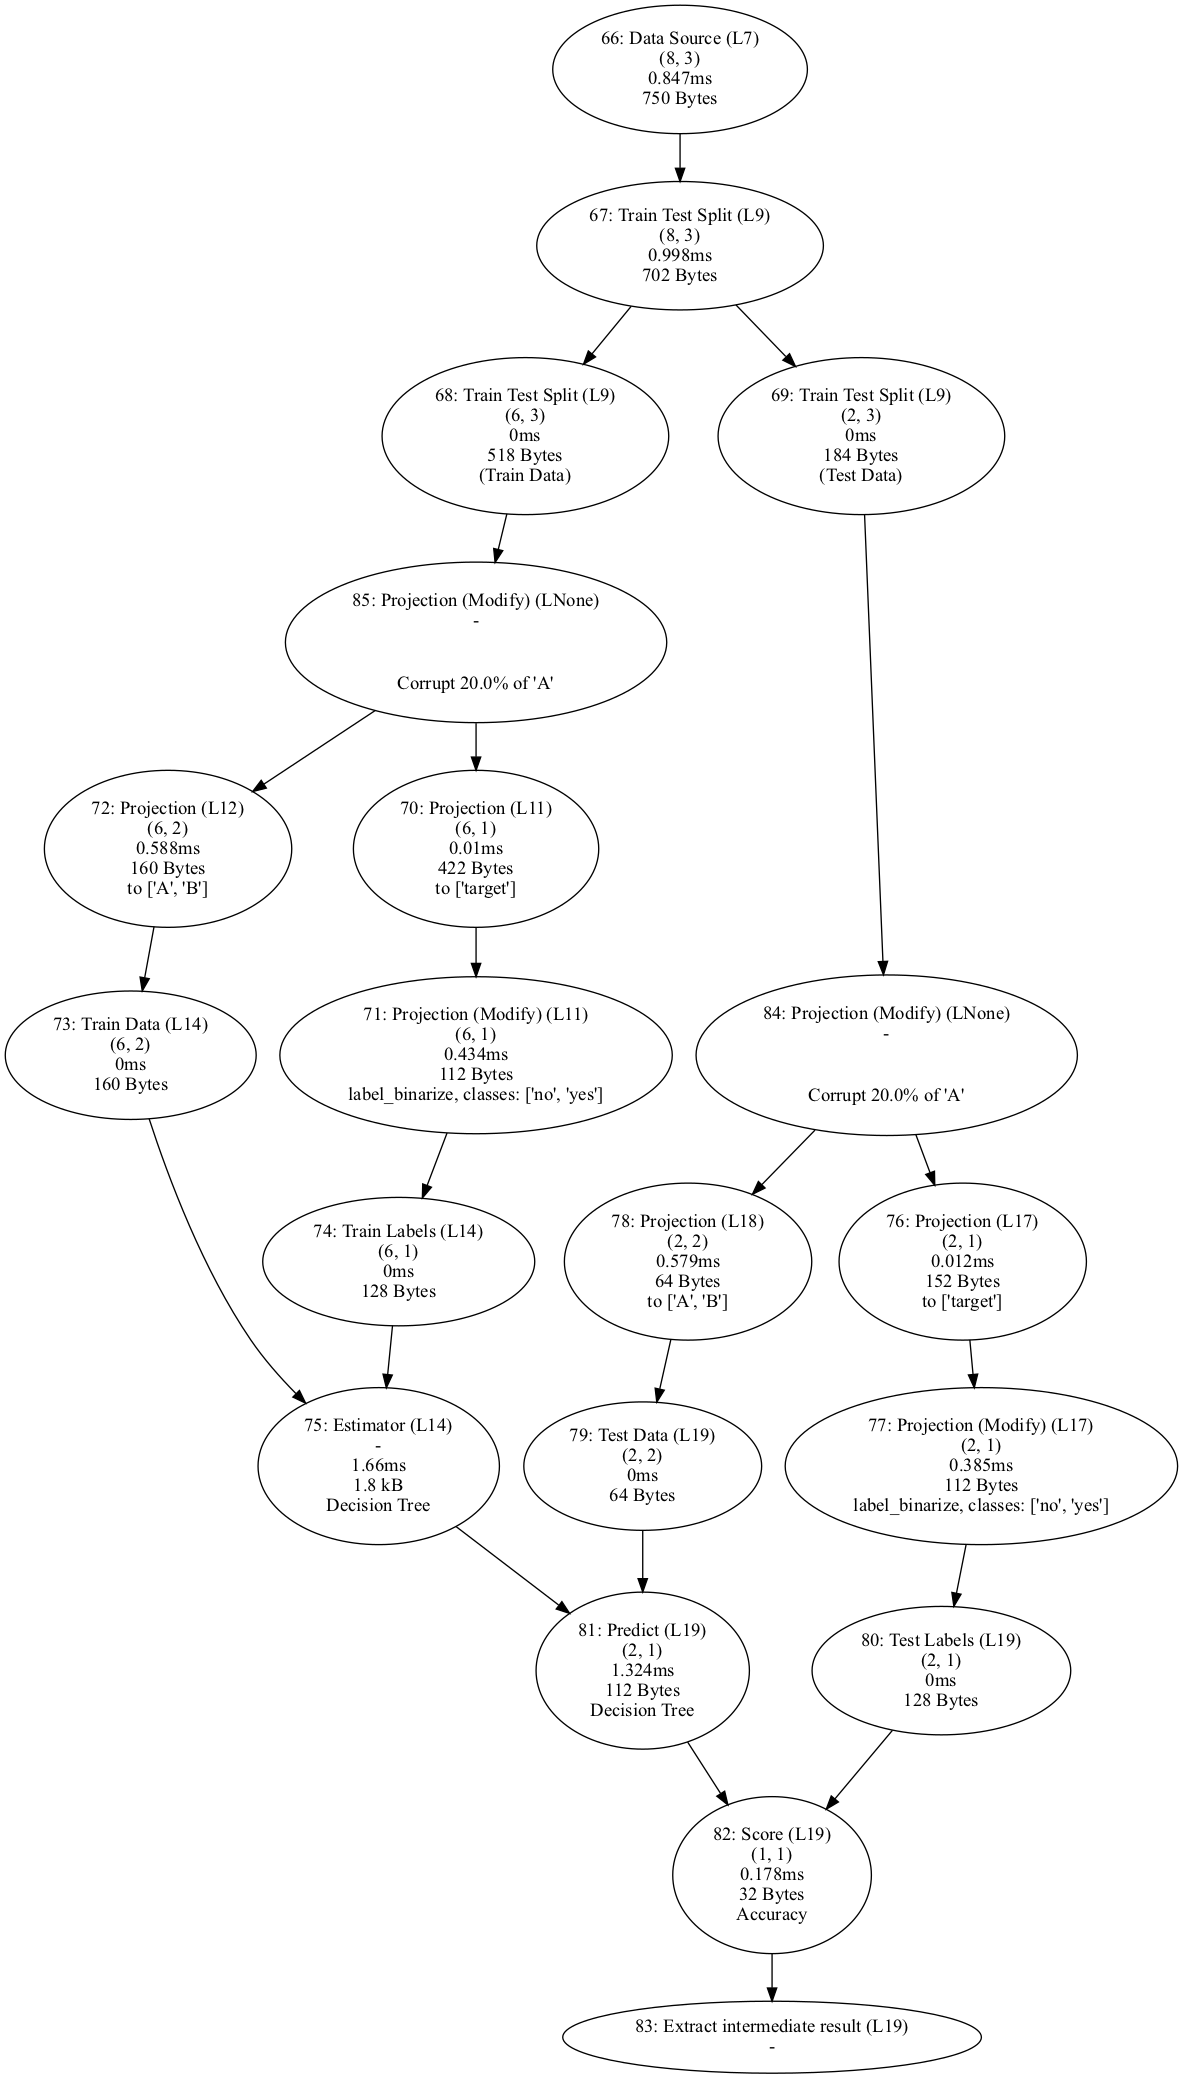 66: Data Source (L7)
(8, 3)
0.847ms
750 Bytes
67: Train Test Split (L9)
(8, 3)
0.998ms
702 Bytes
68: Train Test Split (L9)
(6, 3)
0ms
518 Bytes
(Train Data)
69: Train Test Split (L9)
(2, 3)
0ms
184 Bytes
(Test Data)
85: Projection (Modify) (LNone)
-
Corrupt 20.0% of 'A'
72: Projection (L12)
(6, 2)
0.588ms
160 Bytes
to ['A', 'B']
70: Projection (L11)
(6, 1)
0.01ms
422 Bytes
to ['target']
73: Train Data (L14)
(6, 2)
0ms
160 Bytes
71: Projection (Modify) (L11)
(6, 1)
0.434ms
112 Bytes
label_binarize, classes: ['no', 'yes']
84: Projection (Modify) (LNone)
-
Corrupt 20.0% of 'A'
74: Train Labels (L14)
(6, 1)
0ms
128 Bytes
78: Projection (L18)
(2, 2)
0.579ms
64 Bytes
to ['A', 'B']
76: Projection (L17)
(2, 1)
0.012ms
152 Bytes
to ['target']
75: Estimator (L14)
-
1.66ms
1.8 kB
Decision Tree
79: Test Data (L19)
(2, 2)
0ms
64 Bytes
77: Projection (Modify) (L17)
(2, 1)
0.385ms
112 Bytes
label_binarize, classes: ['no', 'yes']
81: Predict (L19)
(2, 1)
1.324ms
112 Bytes
Decision Tree
80: Test Labels (L19)
(2, 1)
0ms
128 Bytes
82: Score (L19)
(1, 1)
0.178ms
32 Bytes
Accuracy
83: Extract intermediate result (L19)
-